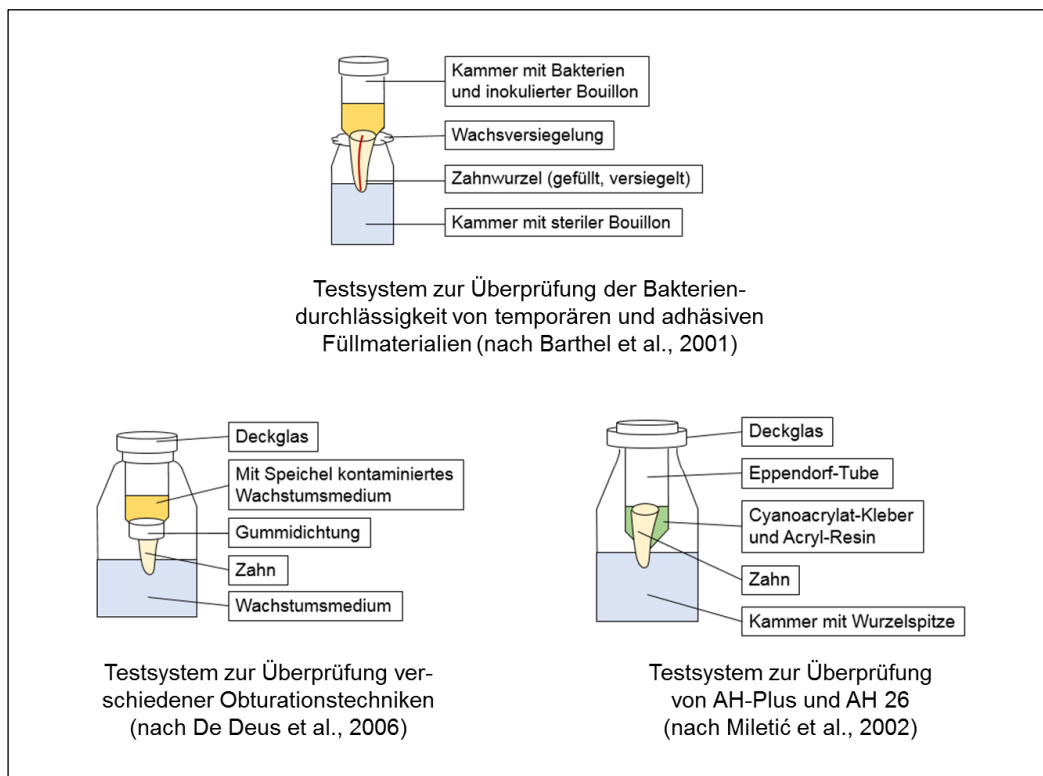 Kammer mit Bakterien
und inokulierter Bouillon
Wachsversiegelung
Zahnwurzel (gefüllt, versiegelt)
Kammer mit steriler Bouillon
Testsystem zur Überprüfung der Bakterien-
durchlässigkeit von temporären und adhäsiven
Füllmaterialien (nach Barthel et al., 2001)
Deckglas
Mit Speichel kontaminiertes
Wachstumsmedium
Gummidichtung
Zahn
Wachstumsmedium
Testsystem zur Überprüfung ver-
schiedener Obturationstechniken
(nach De Deus et al., 2006)
Deckglas
Eppendorf-Tube
Cyanoacrylat-Kleber
und Acryl-Resin
Zahn
Kammer mit Wurzelspitze
Testsystem zur Überprüfung
von AH-Plus und AH 26
(nach Miletić et al., 2002)